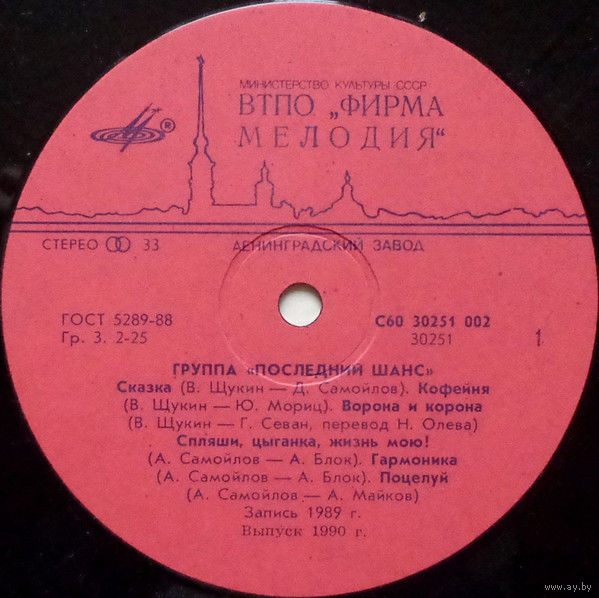 МИНИСТЕРСТВО КУЛЬТУРЫ СССР
ВТПО „ФИРМА
МЕЛОДИЯ“
®
СТЕРЕО 33
ЛЕНИНГРАДСКИЙ ЗАВОД
ГОСТ 5289-88
Гр. 3. 2-25
С60 30251 002
30251
1
ГРУППА «ПОСЛЕДНИЙ ШАНС»
Сказка (В. Щукин — Д. Самойлов). Кофейня
(В. Щукин — Ю. Мориц). Ворона и корона
(В. Щукин — Г. Севан, перевод Н. Олева)
Спляши, цыганка, жизнь мою!
(А. Самойлов — А. Блок). Гармоника
(А. Самойлов — А. Блок). Поцелуй
(А. Самойлов — А. Майков)
Запись 1989 г.
Выпуск 1990 г.
www.ay.by